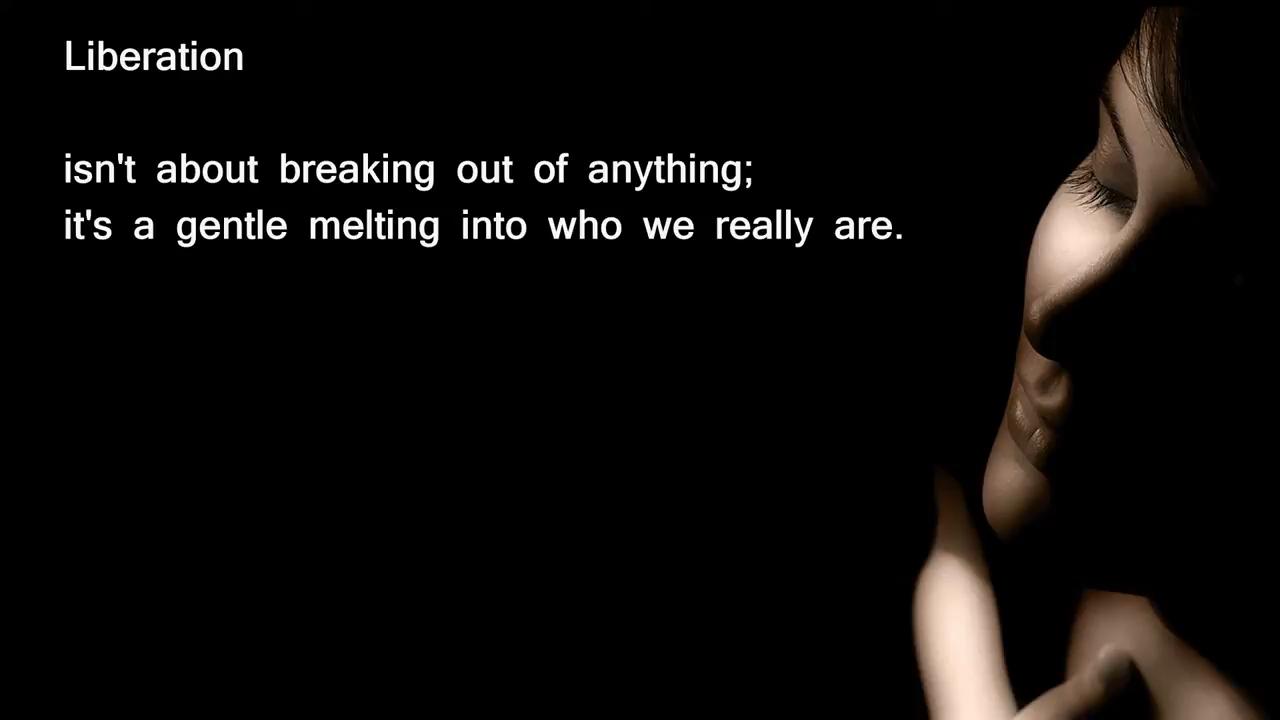 Liberation
isn't about breaking out of anything;
it's a gentle melting into who we really are.